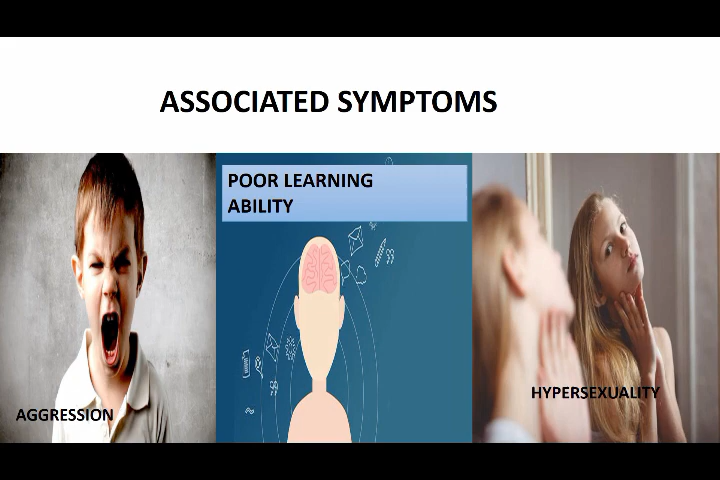 ASSOCIATED SYMPTOMS
POOR LEARNING
ABILITY
AGGRESSION
HYPERSEXUALITY